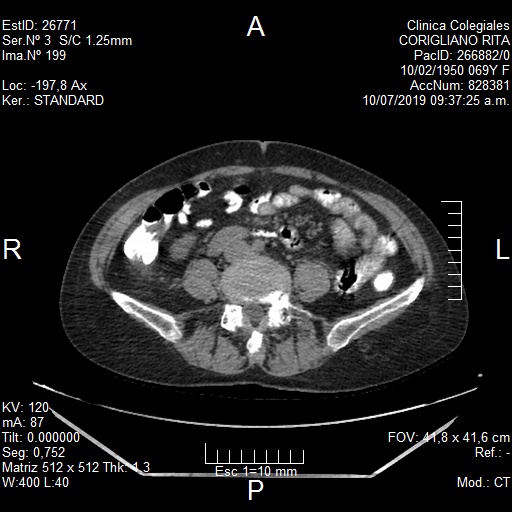 EstID: 26771
Ser.Nº 3 S/C 1.25mm
Ima.Nº 199
Loc: -197,8 Ax
Ker.: STANDARD
A
Clinica Colegiales
CORIGLIANO RITA
PacID: 266882/0
10/02/1950 069Y F
AccNum: 828381
10/07/2019 09:37:25 a.m.
R
L
KV: 120
mA: 87
Tilt: 0.000000
Seg: 0,752
Matriz 512 x 512 Thk: 1.3
W:400 L:40
Esc 1=10 mm
P
FOV: 41,8 x 41,6 cm
Ref.: -
Mod.: CT